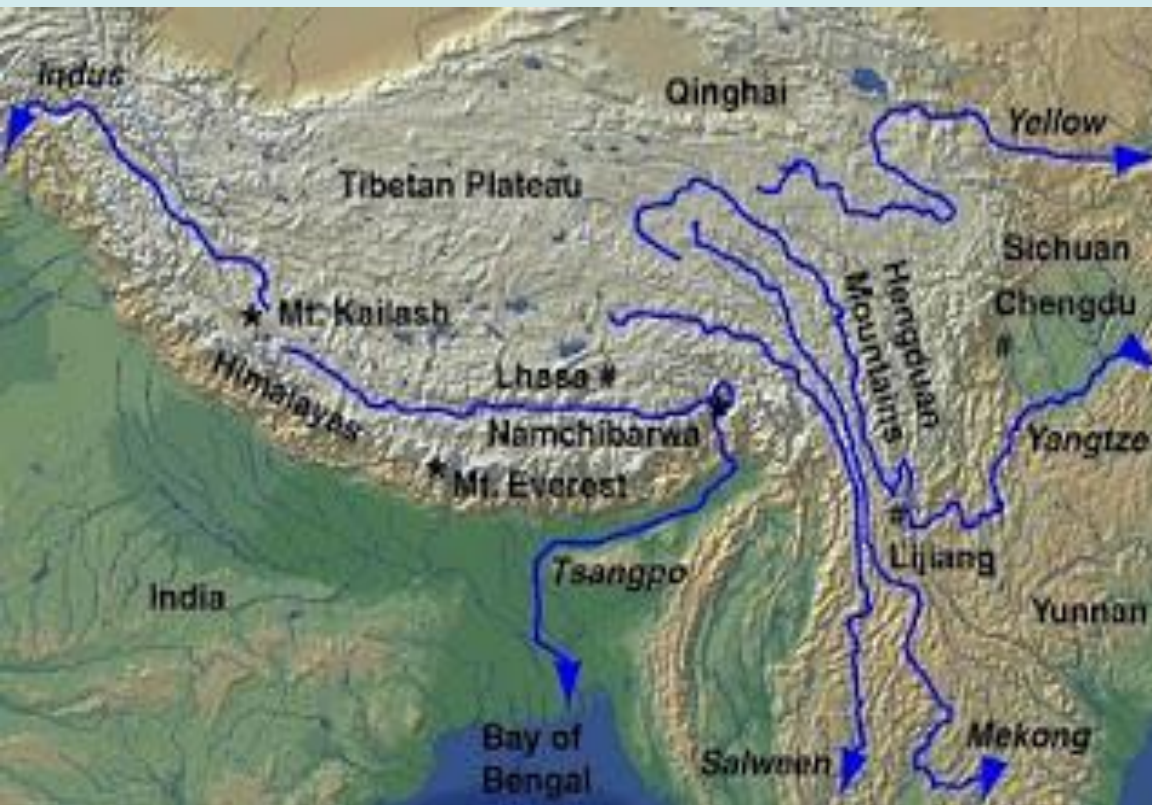 Indus
Qinghai
Yellow
Tibetan Plateau
Sichuan
Hengduan
Mountains
Chengdu
#
Mt. Kailash
Himalayas
Lhasa #
Namchibarwa
Yangtze
Mt. Everest
#
Lijiang
Tsangpo
India
Yunnan
Bay of
Bengal
Salween
Mekong